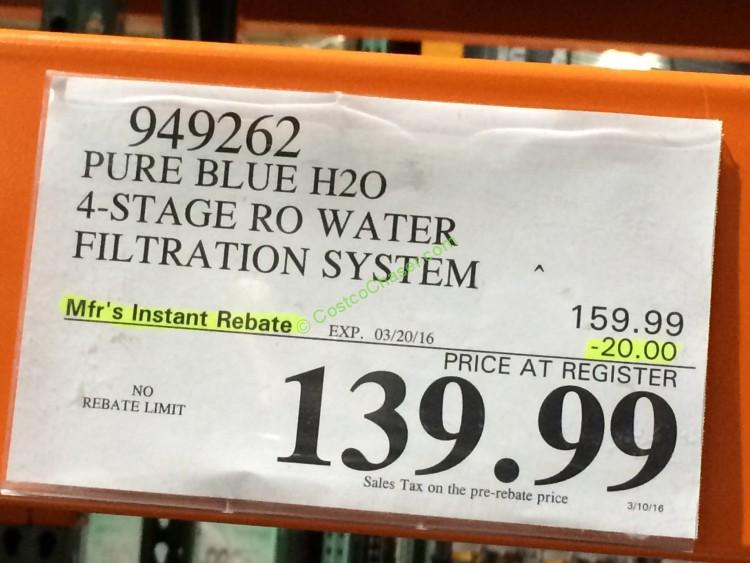 949262
PURE BLUE H2O
4-STAGE RO WATER
FILTRATION SYSTEM ^
159.99
Mfr's Instant Rebate EXP. 03/20/16 -20.00
PRICE AT REGISTER
NO
REBATE LIMIT
139.99
Sales Tax on the pre-rebate price
3/10/16
© CostcoChaser.com